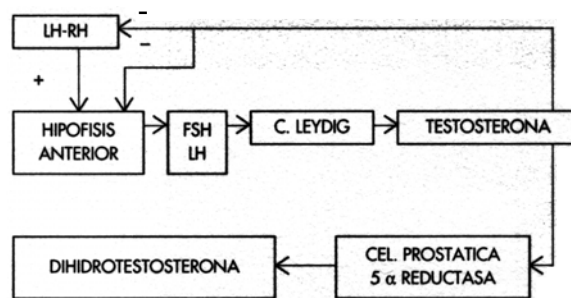 -
LH-RH
-
+
HIPOFISIS
ANTERIOR
FSH
LH
C. LEYDIG
TESTOSTERONA
DIHIDROTESTOSTERONA
CEL. PROSTATICA
5 α REDUCTASA